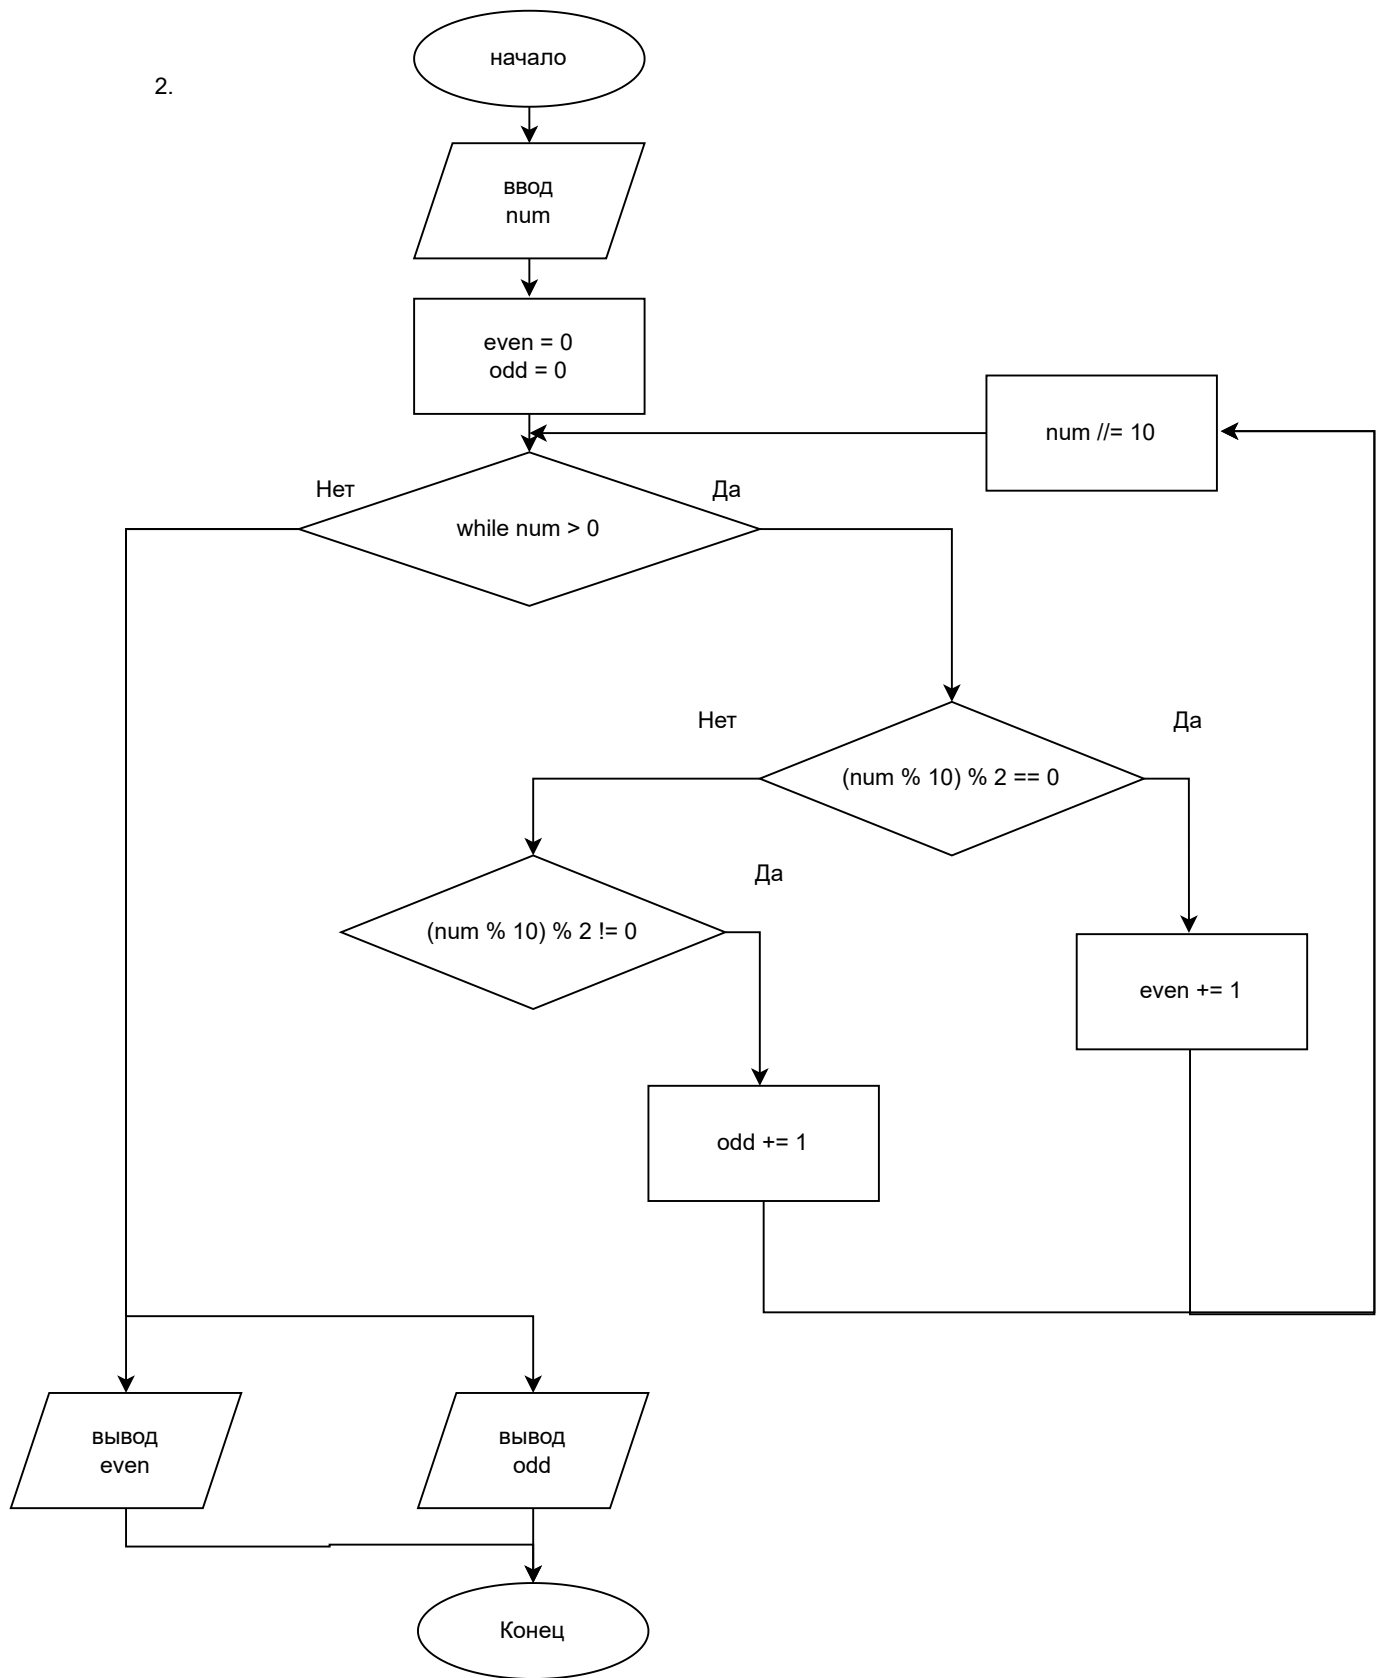 начало
2.
ввод
num
even = 0
odd = 0
num //= 10
Нет
Да
while num > 0
Нет
Да
(num % 10) % 2 == 0
Да
(num % 10) % 2 != 0
even += 1
odd += 1
вывод
even
вывод
odd
Конец